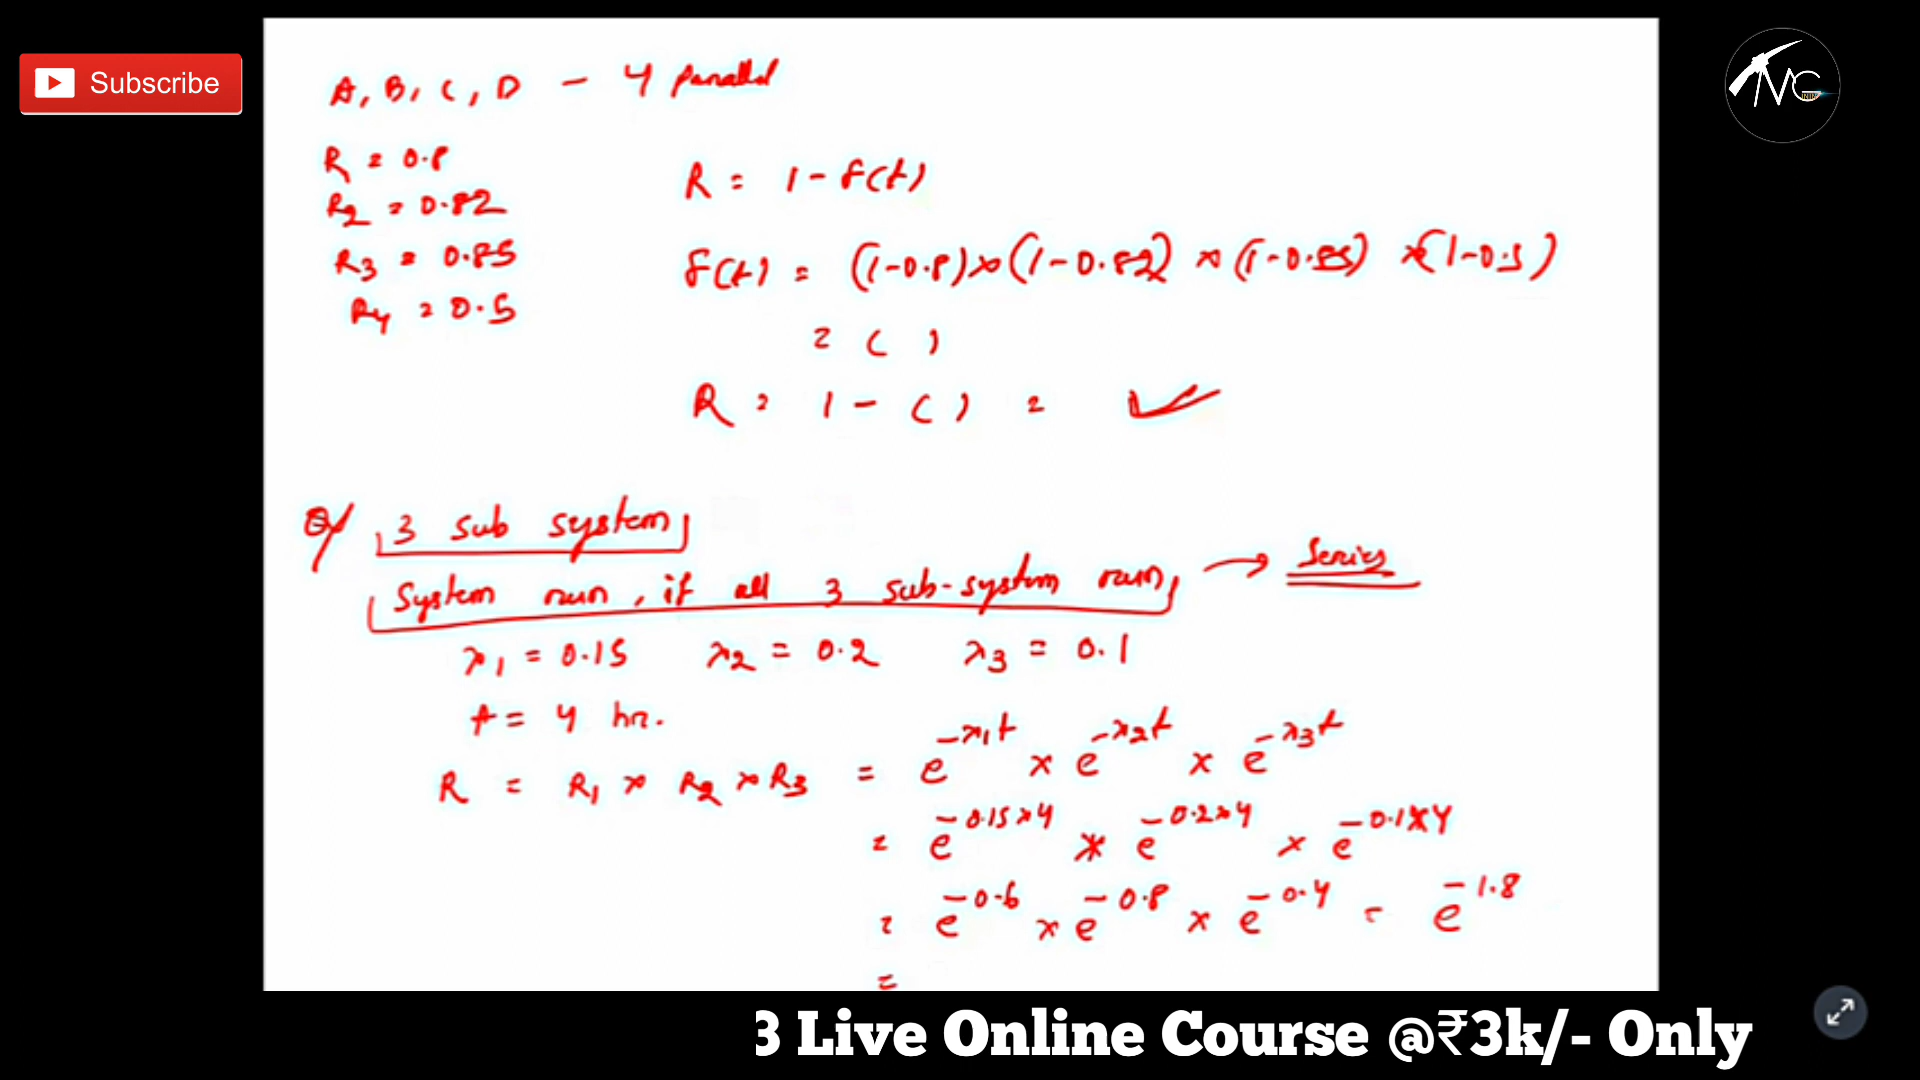 Subscribe
A, B, C, D - 4 parallel
R = 0.8
R2 = 0.82
R3 = 0.85
R4 = 0.5
R = 1 - f(t)
f(t) = (1-0.8)×(1-0.82)×(1-0.85)×(1-0.5)
= ( )
R = 1 - ( ) = ✓
Q/ 3 sub system
System run, if all 3 sub-system run → Series
λ1 = 0.15 λ2 = 0.2 λ3 = 0.1
t = 4 hr.
R = R1 × R2 × R3 = e^-λ1t × e^-λ2t × e^-λ3t
= e^-0.15×4 × e^-0.2×4 × e^-0.1×4
= e^-0.6 × e^-0.8 × e^-0.4 = e^-1.8
=
3 Live Online Course @₹3k/- Only